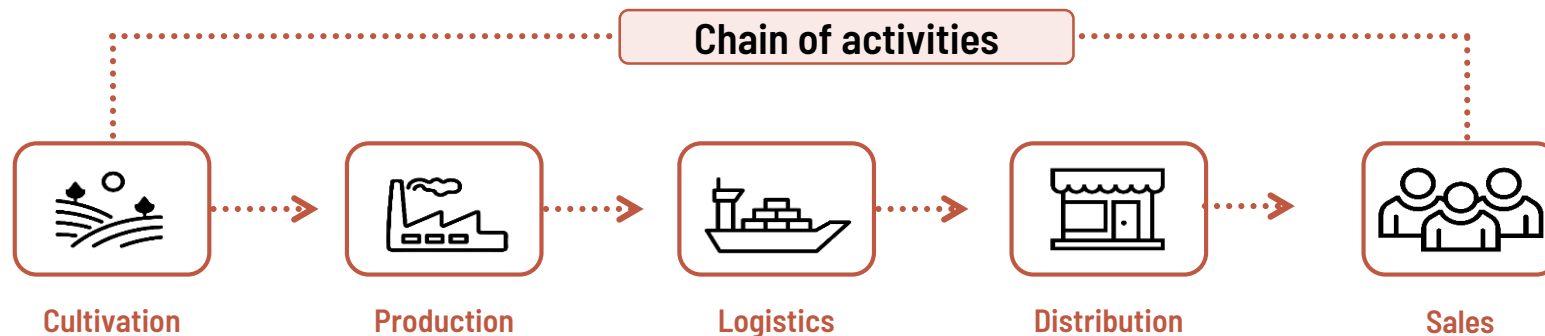 Chain of activities
Cultivation
Production
Logistics
Distribution
Sales